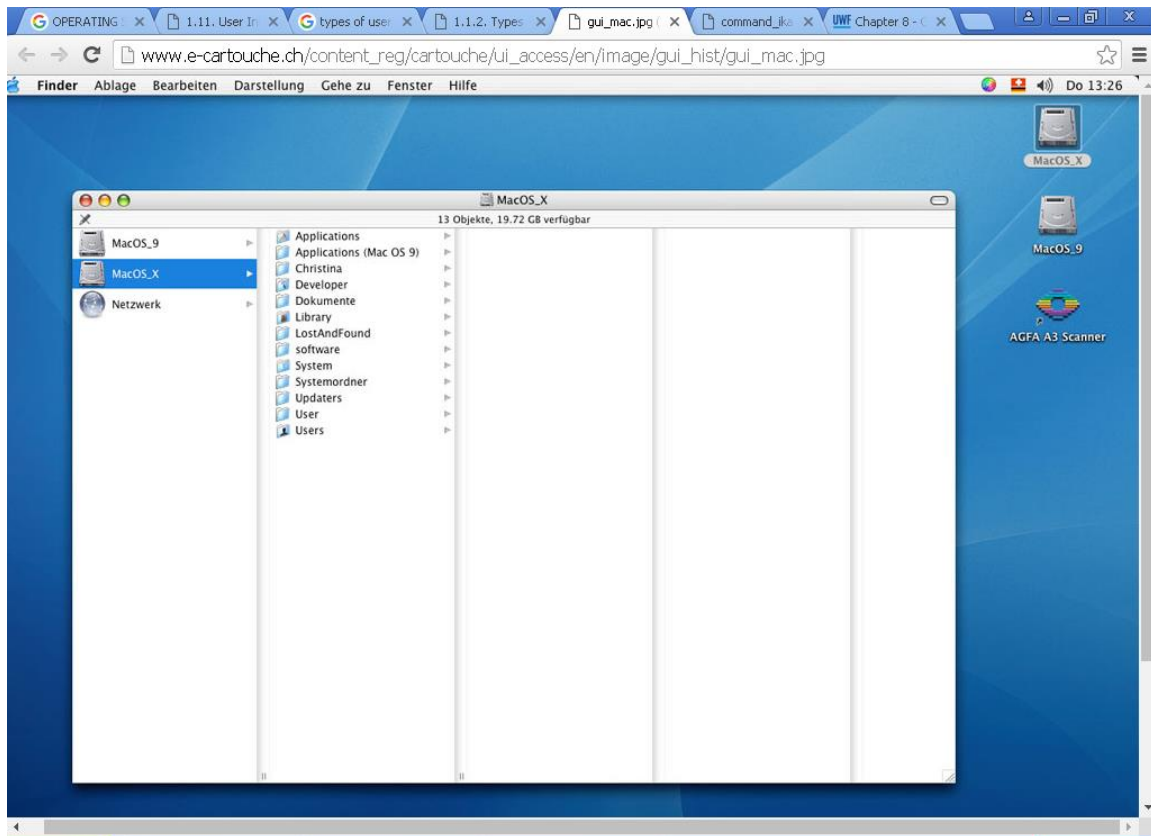 OPERATING 1.11. User In types of user 1.1.2. Types gui_mac.jpg ( command_ika UWF Chapter 8 - C
www.e-cartouche.ch/content_reg/cartouche/ui_access/en/image/gui_hist/gui_mac.jpg
Finder Ablage Bearbeiten Darstellung Gehe zu Fenster Hilfe Do 13:26
MacOS_X
MacOS_9
AGFA A3 Scanner
MacOS_X
13 Objekte, 19.72 GB verfügbar
MacOS_9
MacOS_X
Netzwerk
Applications
Applications (Mac OS 9)
Christina
Developer
Dokumente
Library
LostAndFound
software
System
Systemordner
Updaters
User
Users